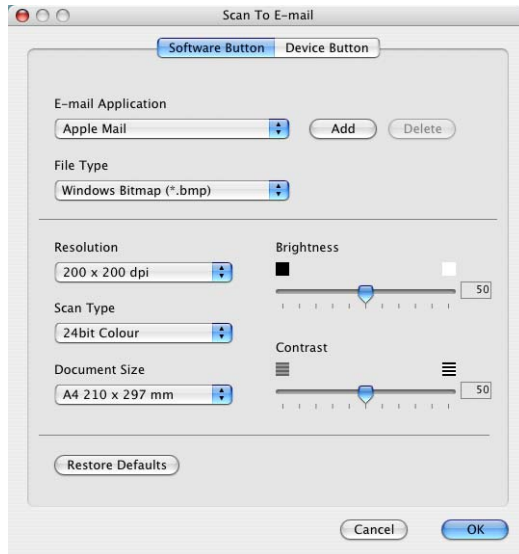 Scan To E-mail
Software Button Device Button
E-mail Application
Apple Mail Add Delete
File Type
Windows Bitmap (*.bmp)
Resolution
200 x 200 dpi
Scan Type
24bit Colour
Document Size
A4 210 x 297 mm
Brightness
50
Contrast
50
Restore Defaults
Cancel OK